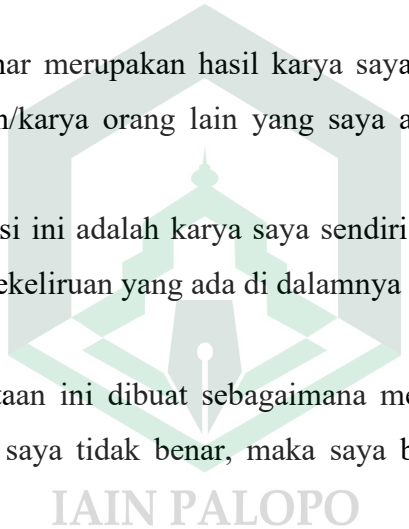 nar merupakan hasil karya saya
n/karya orang lain yang saya a
si ini adalah karya saya sendiri
ekeliruan yang ada di dalamnya
taan ini dibuat sebagaimana me
saya tidak benar, maka saya b
IAIN PALOPO